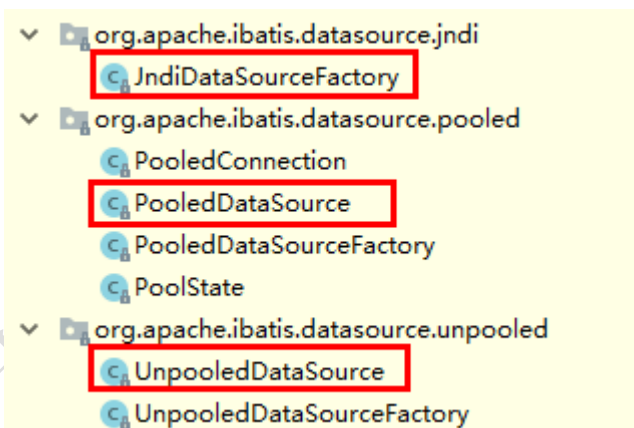 org.apache.ibatis.datasource.jndi
JndiDataSourceFactory
org.apache.ibatis.datasource.pooled
PooledConnection
PooledDataSource
PooledDataSourceFactory
PoolState
org.apache.ibatis.datasource.unpooled
UnpooledDataSource
UnpooledDataSourceFactory